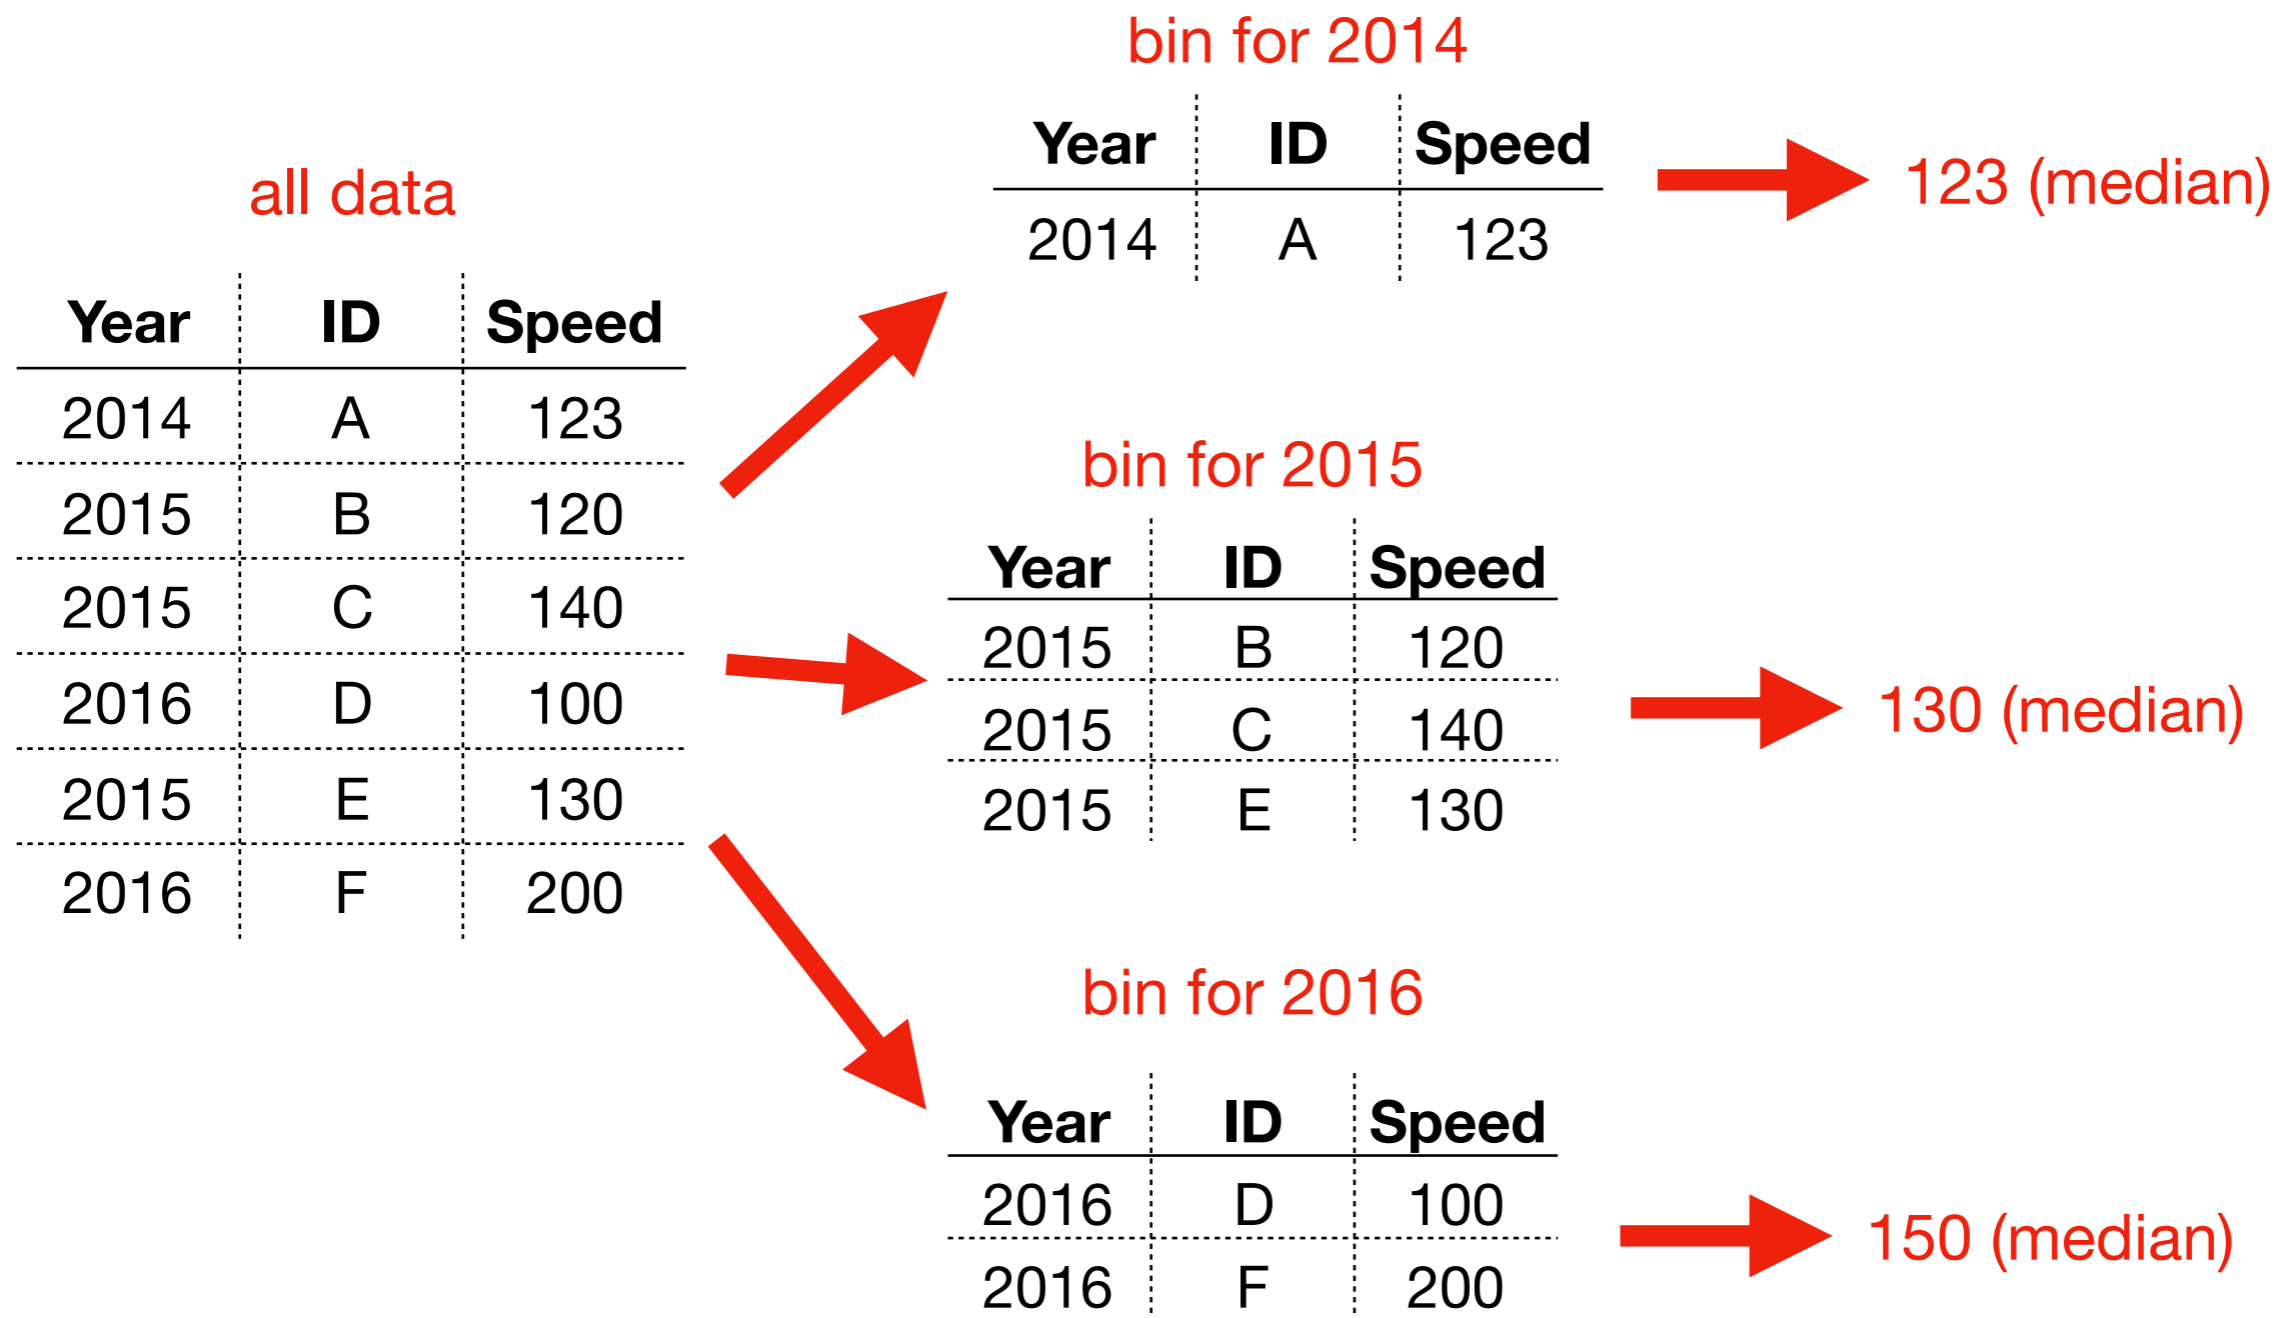 all data
Year ID Speed
2014 A 123
2015 B 120
2015 C 140
2016 D 100
2015 E 130
2016 F 200
bin for 2014
Year ID Speed
2014 A 123
123 (median)
bin for 2015
Year ID Speed
2015 B 120
2015 C 140
2015 E 130
130 (median)
bin for 2016
Year ID Speed
2016 D 100
2016 F 200
150 (median)